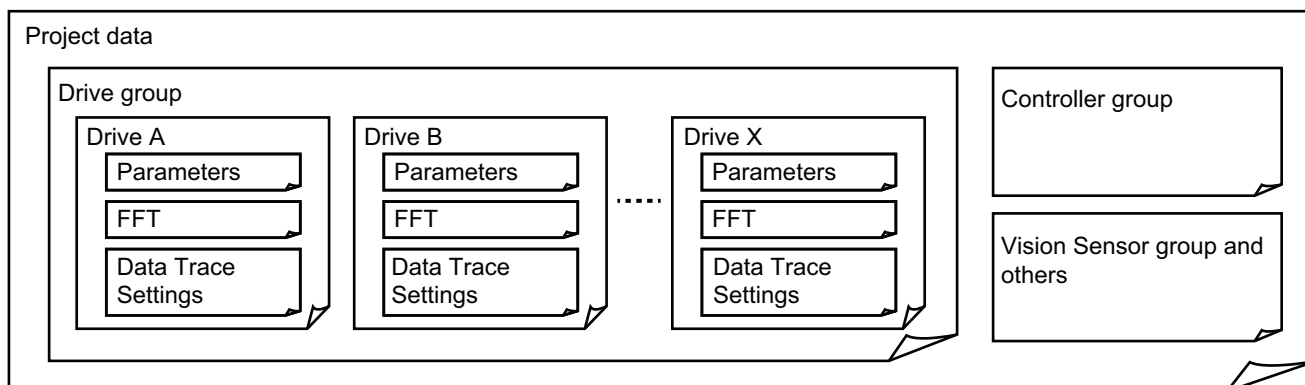 Project data
Drive group
Drive A
Parameters
FFT
Data Trace
Settings
Drive B
Parameters
FFT
Data Trace
Settings
Drive X
Parameters
FFT
Data Trace
Settings
Controller group
Vision Sensor group and
others